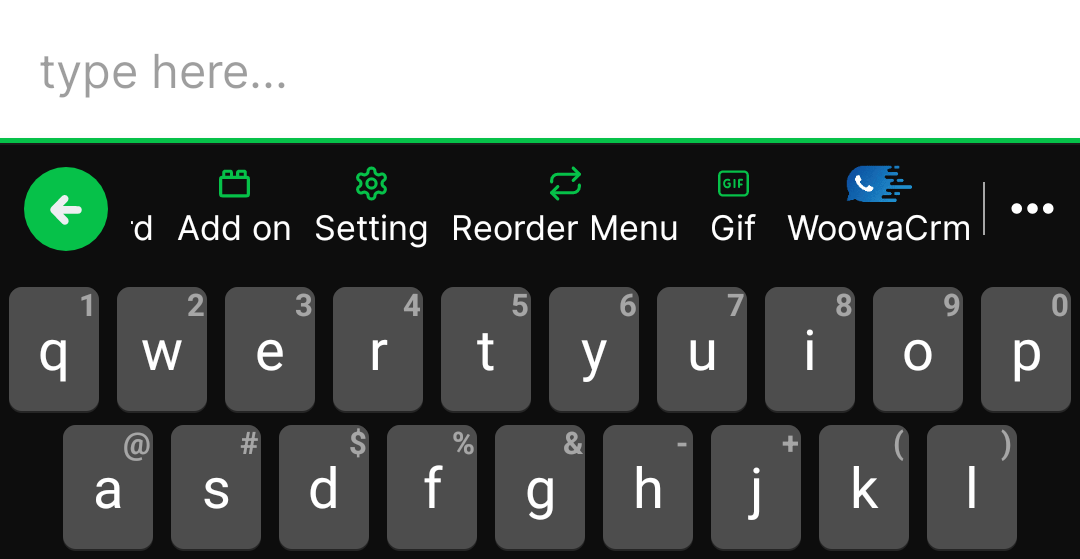 type here...
rd Add on Setting Reorder Menu GIF Gif WoowaCrm
1 2 3 4 5 6 7 8 9 0
q w e r t y u i o p
@ # $ % & - + ( )
a s d f g h j k l